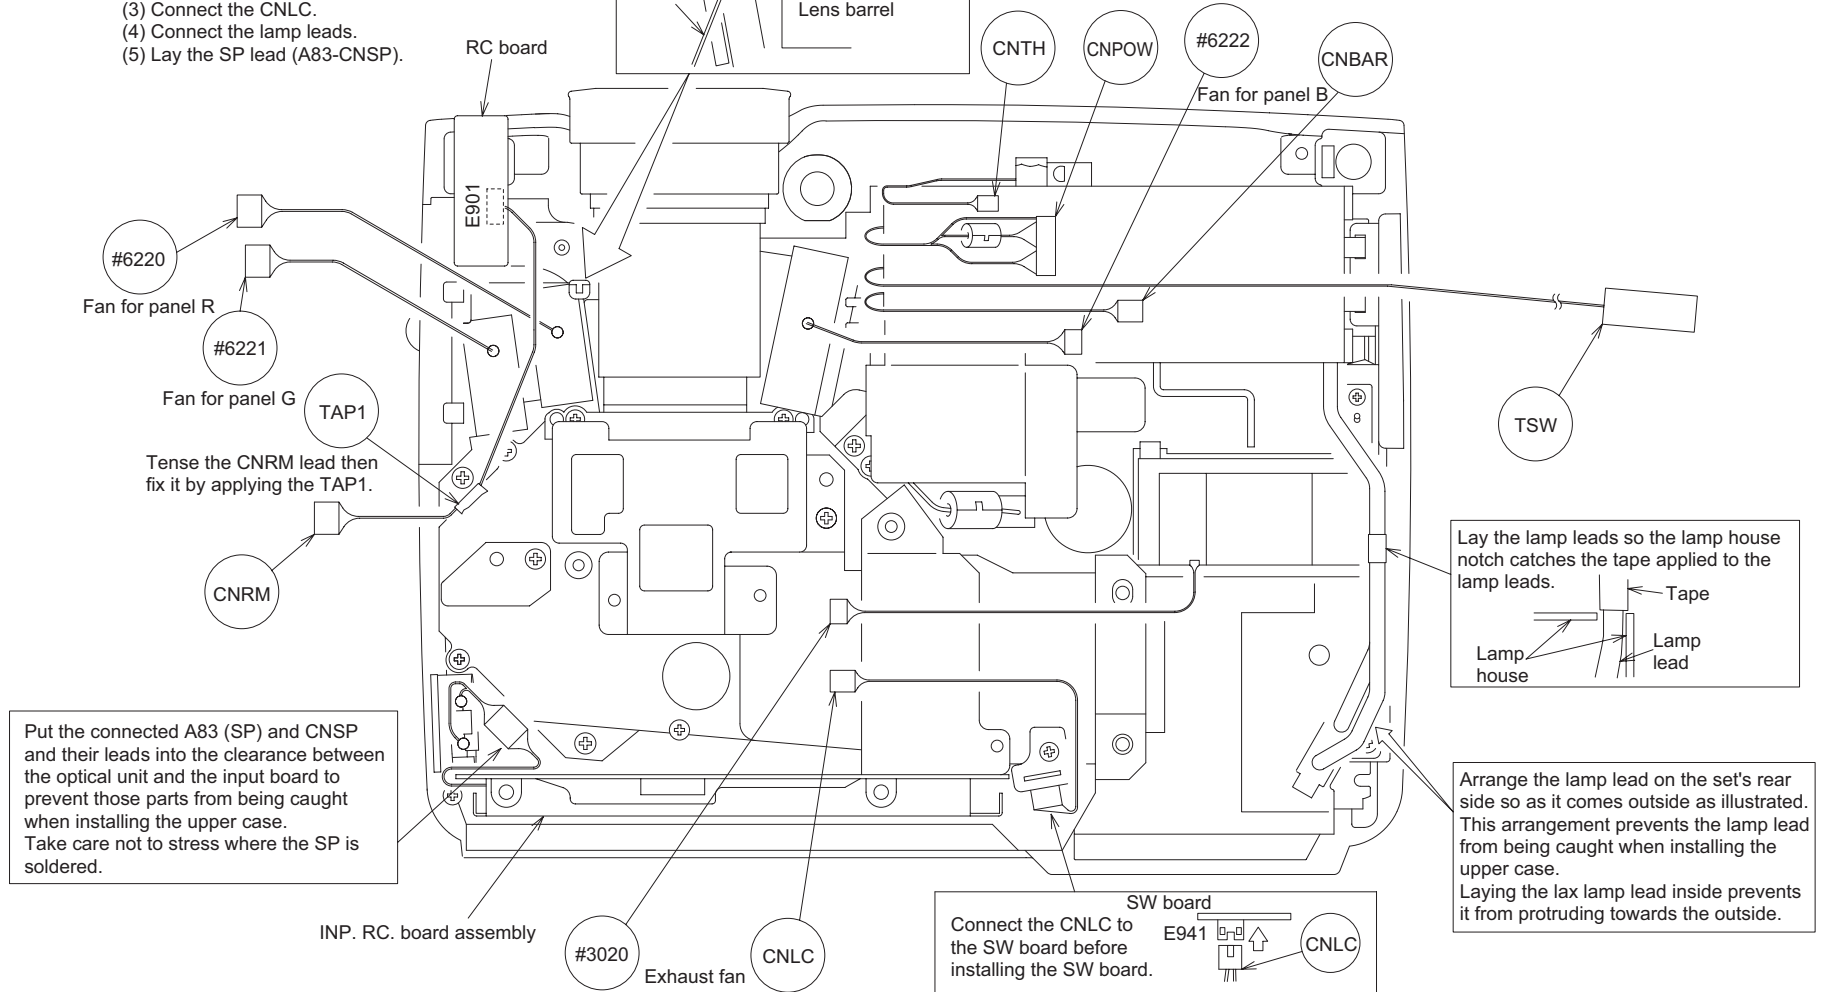 (3) Connect the CNLC.
(4) Connect the lamp leads.
(5) Lay the SP lead (A83-CNSP).
RC board
Lens barrel
CNTH
CNPOW
#6222
Fan for panel B
CNBAR
E901
#6220
Fan for panel R
#6221
Fan for panel G
TAP1
Tense the CNRM lead then
fix it by applying the TAP1.
CNRM
TSW
Lay the lamp leads so the lamp house
notch catches the tape applied to the
lamp leads.
Tape
Lamp
house
Lamp
lead
Put the connected A83 (SP) and CNSP
and their leads into the clearance between
the optical unit and the input board to
prevent those parts from being caught
when installing the upper case.
Take care not to stress where the SP is
soldered.
Arrange the lamp lead on the set's rear
side so as it comes outside as illustrated.
This arrangement prevents the lamp lead
from being caught when installing the
upper case.
Laying the lax lamp lead inside prevents
it from protruding towards the outside.
INP. RC. board assembly
#3020
Exhaust fan
CNLC
SW board
Connect the CNLC to
the SW board before
installing the SW board.
E941
CNLC